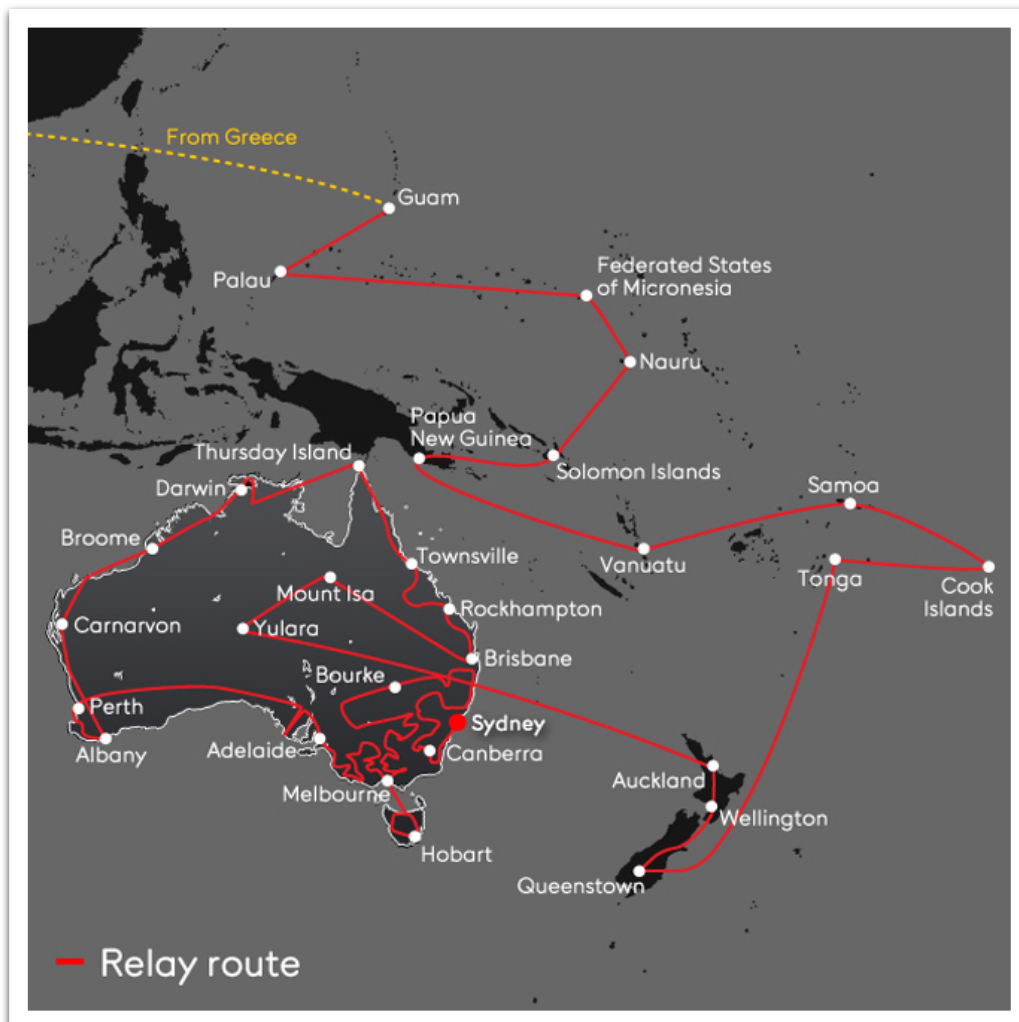 From Greece
Guam
Palau
Federated States
of Micronesia
Nauru
Papua
New Guinea
Solomon Islands
Thursday Island
Darwin
Samoa
Broome
Townsville
Vanuatu
Tonga
Cook
Islands
Mount Isa
Rockhampton
Carnarvon
Yulara
Brisbane
Bourke
Perth
Sydney
Albany
Adelaide
Canberra
Auckland
Melbourne
Wellington
Hobart
Queenstown
Relay route